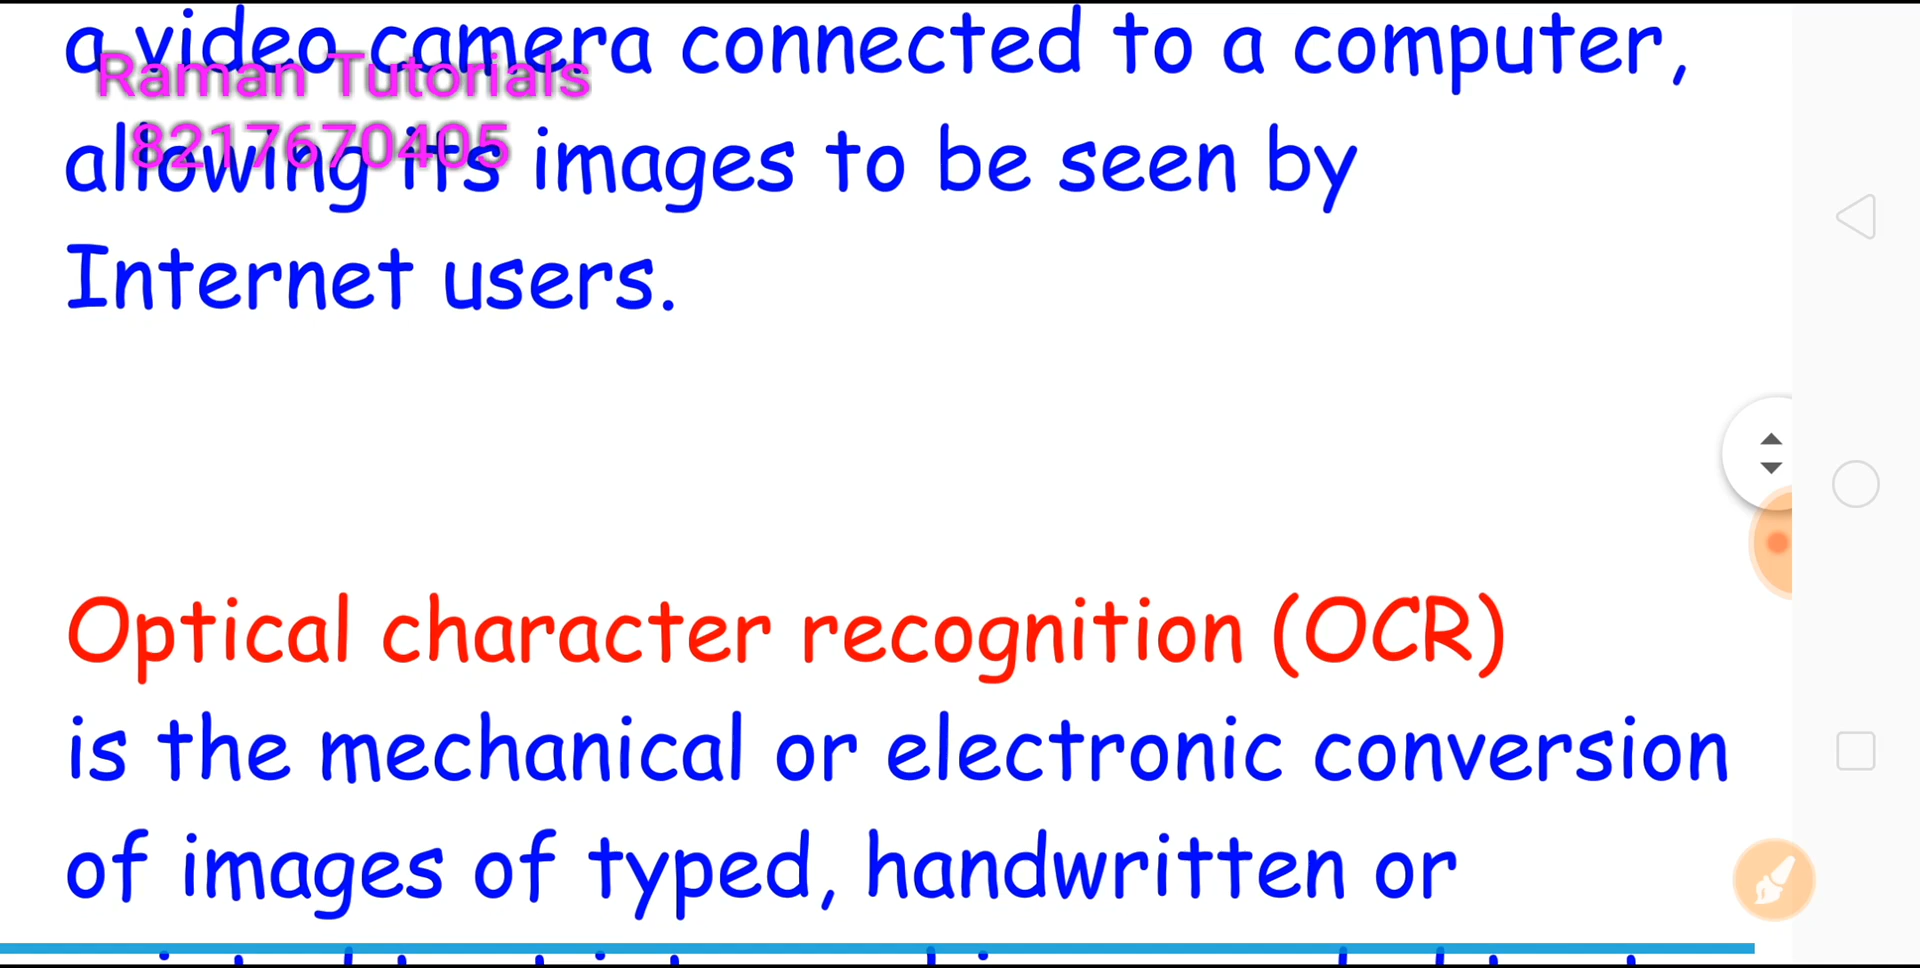 a video camera connected to a computer,
Raman Tutorials
allowing its images to be seen by
8217670405
Internet users.
Optical character recognition (OCR)
is the mechanical or electronic conversion
of images of typed, handwritten or